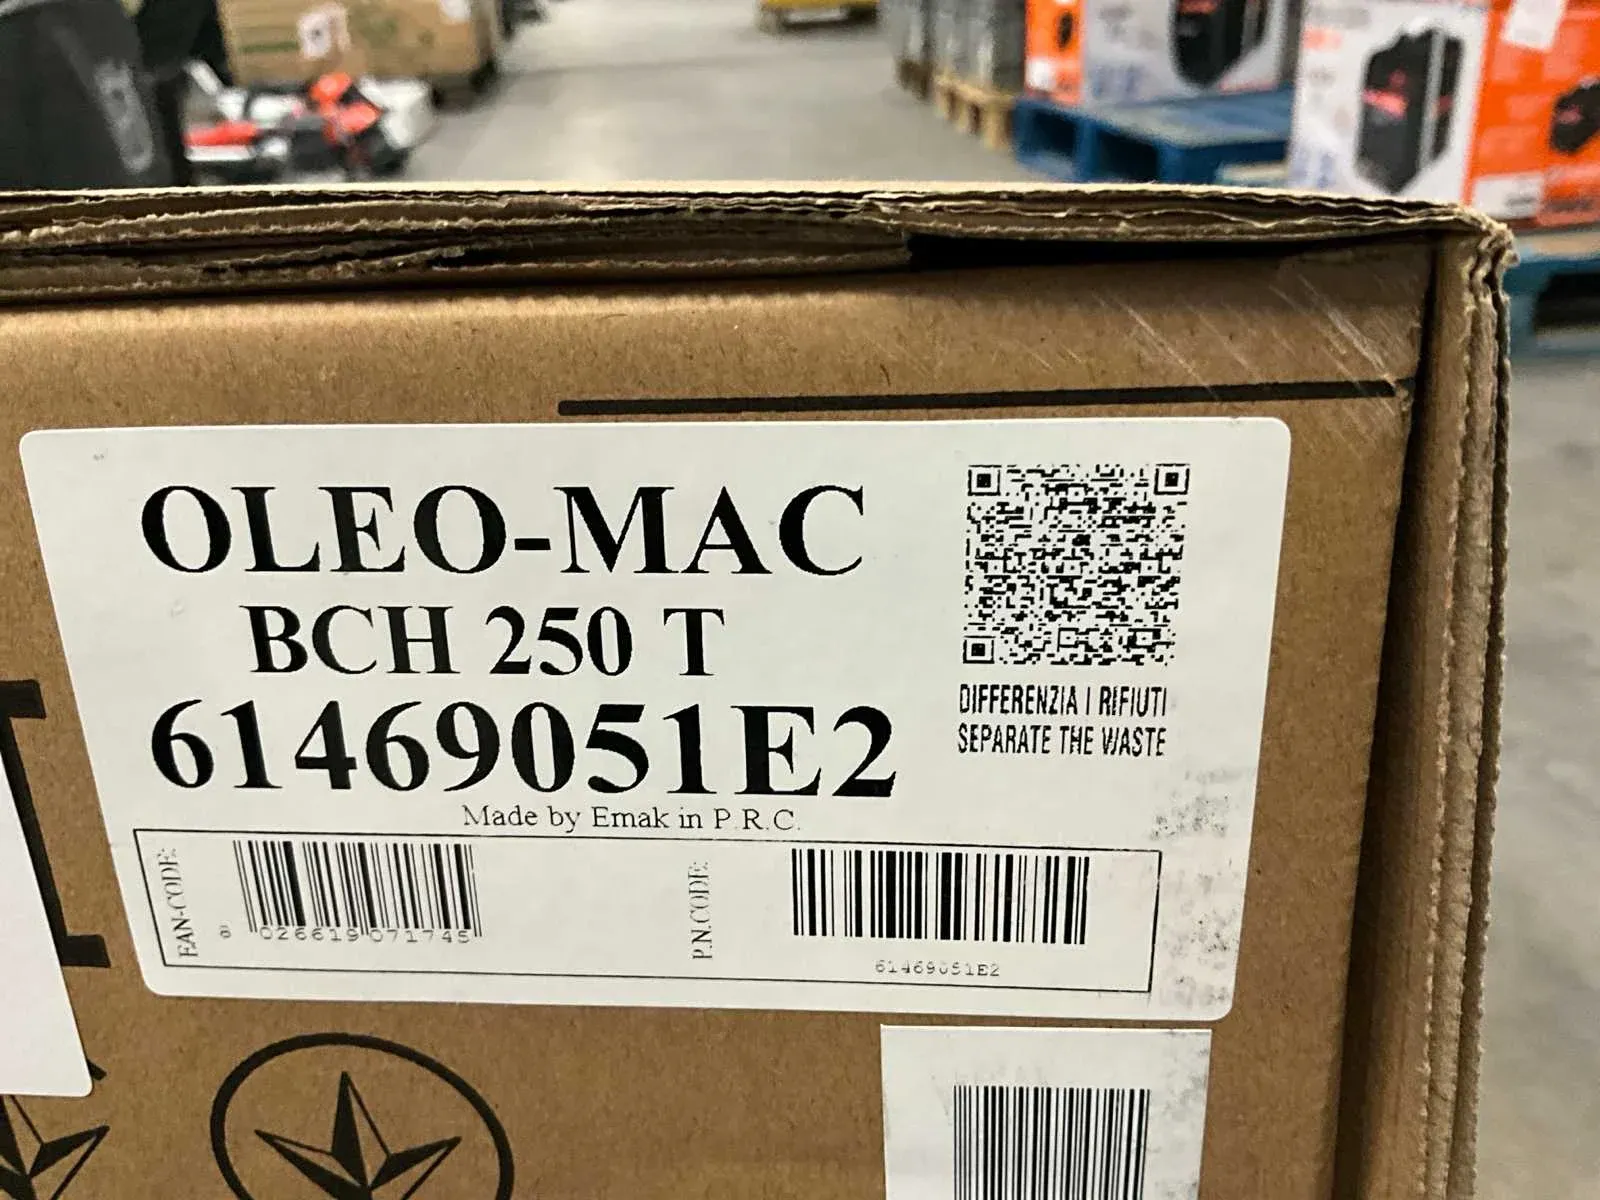 OLEO-MAC
BCH 250 T
61469051E2
Made by Emak in P.R.C.
DIFFERENZIA I RIFIUTI
SEPARATE THE WASTE
EAN-CODE:
8 026619 071745
P.N.CODE:
61469051E2